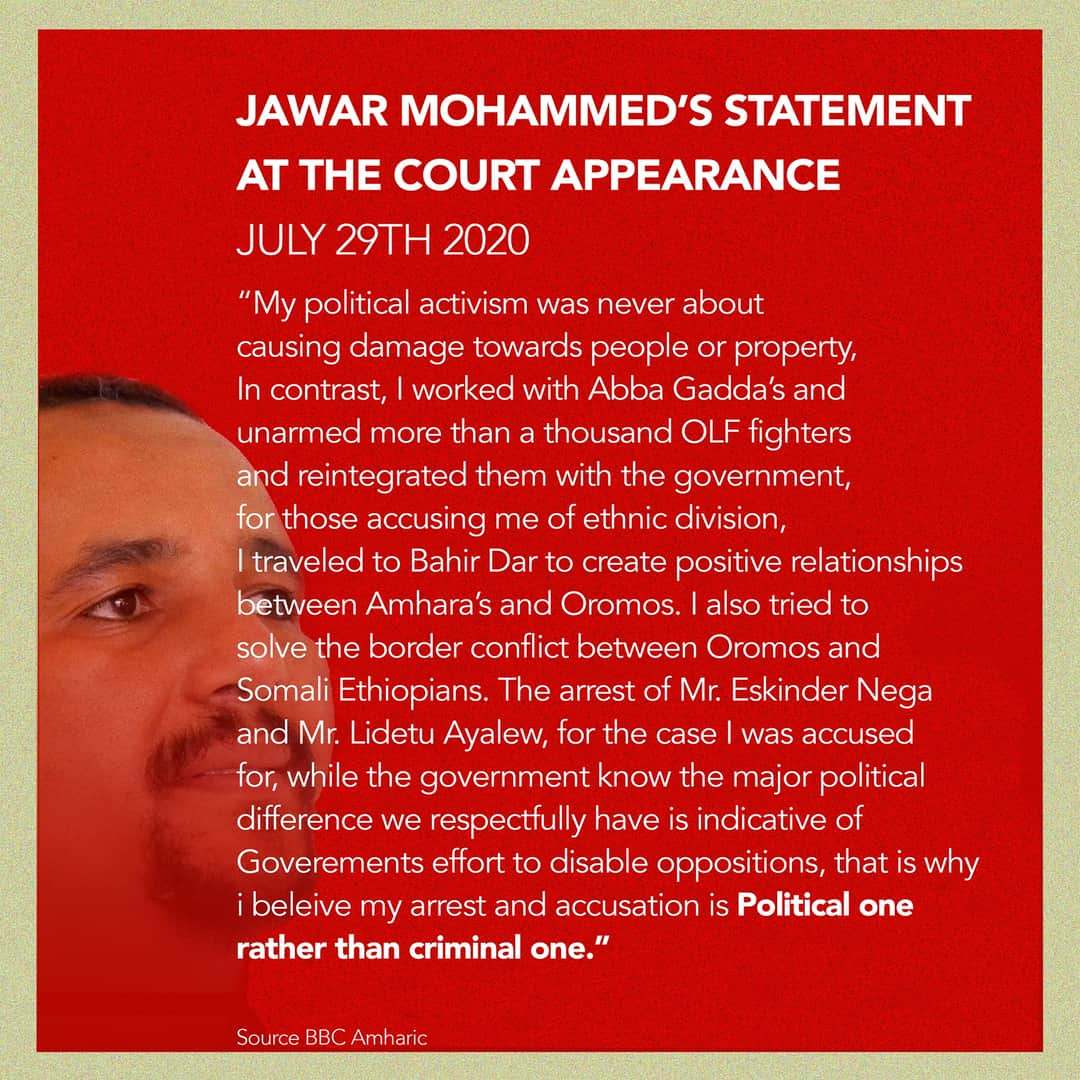 JAWAR MOHAMMED’S STATEMENT
AT THE COURT APPEARANCE
JULY 29TH 2020
“My political activism was never about
causing damage towards people or property,
In contrast, I worked with Abba Gadda’s and
unarmed more than a thousand OLF fighters
and reintegrated them with the government,
for those accusing me of ethnic division,
I traveled to Bahir Dar to create positive relationships
between Amhara’s and Oromos. I also tried to
solve the border conflict between Oromos and
Somali Ethiopians. The arrest of Mr. Eskinder Nega
and Mr. Lidetu Ayalew, for the case I was accused
for, while the government know the major political
difference we respectfully have is indicative of
Goverements effort to disable oppositions, that is why
i beleive my arrest and accusation is Political one
rather than criminal one.”
Source BBC Amharic